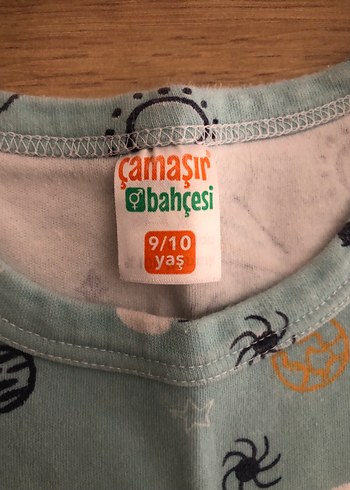 çamaşır
bahçesi
9/10
yaş